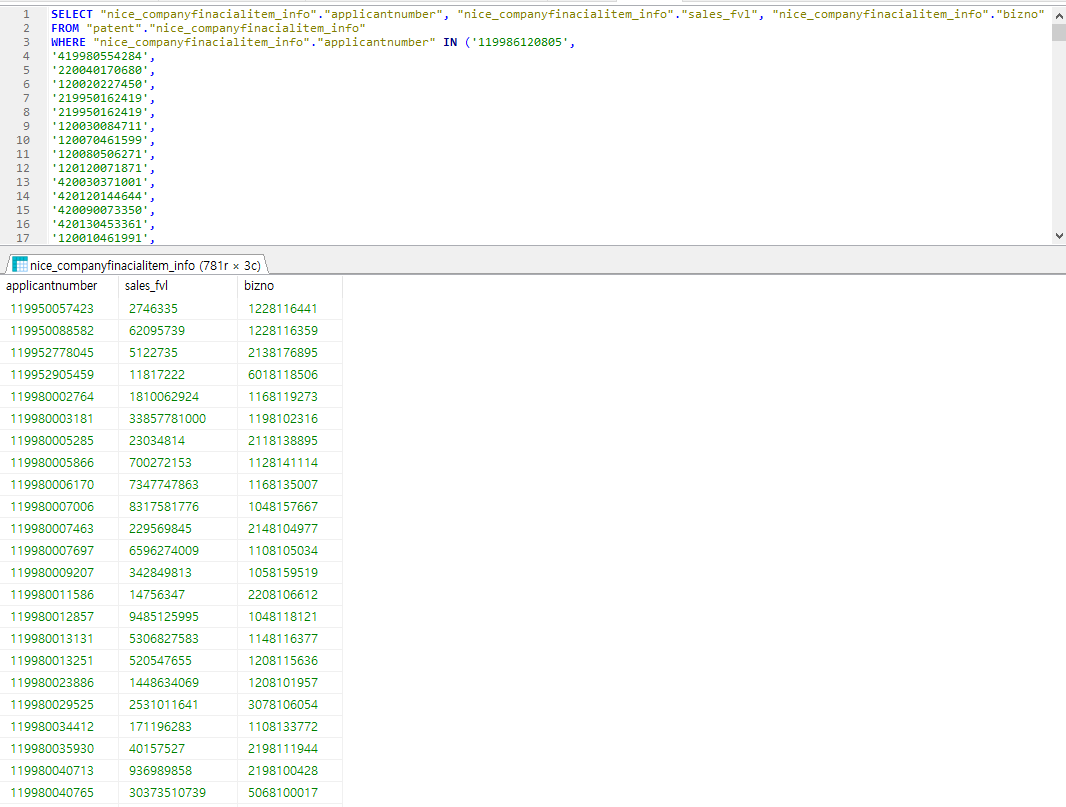 1 SELECT "nice_companyfinacialitem_info"."applicantnumber", "nice_companyfinacialitem_info"."sales_fvl", "nice_companyfinacialitem_info"."bizno"
2 FROM "patent"."nice_companyfinacialitem_info"
3 WHERE "nice_companyfinacialitem_info"."applicantnumber" IN ('119986120805',
4 '419980554284',
5 '220040170680',
6 '120020227450',
7 '219950162419',
8 '219950162419',
9 '120030084711',
10 '120070461599',
11 '120080506271',
12 '120120071871',
13 '420030371001',
14 '420120144644',
15 '420090073350',
16 '420130453361',
17 '120010461991',
nice_companyfinacialitem_info (781r × 3c)
applicantnumber sales_fvl bizno
119950057423 2746335 1228116441
119950088582 62095739 1228116359
119952778045 5122735 2138176895
119952905459 11817222 6018118506
119980002764 1810062924 1168119273
119980003181 33857781000 1198102316
119980005285 23034814 2118138895
119980005866 700272153 1128141114
119980006170 7347747863 1168135007
119980007006 8317581776 1048157667
119980007463 229569845 2148104977
119980007697 6596274009 1108105034
119980009207 342849813 1058159519
119980011586 14756347 2208106612
119980012857 9485125995 1048118121
119980013131 5306827583 1148116377
119980013251 520547655 1208115636
119980023886 1448634069 1208101957
119980029525 2531011641 3078106054
119980034412 171196283 1108133772
119980035930 40157527 2198111944
119980040713 936989858 2198100428
119980040765 30373510739 5068100017